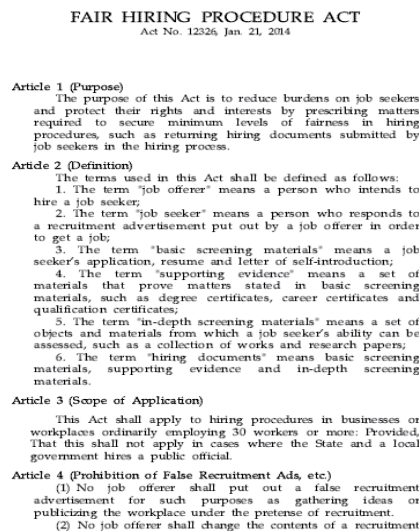 FAIR HIRING PROCEDURE ACT
Act No. 12326, Jan. 21, 2014
Article 1 (Purpose)
The purpose of this Act is to reduce burdens on job seekers
and protect their rights and interests by prescribing matters
required to secure minimum levels of fairness in hiring
procedures, such as returning hiring documents submitted by
job seekers in the hiring process.
Article 2 (Definition)
The terms used in this Act shall be defined as follows:
1. The term "job offerer" means a person who intends to
hire a job seeker;
2. The term "job seeker" means a person who responds to
a recruitment advertisement put out by a job offerer in order
to get a job;
3. The term "basic screening materials" means a job
seeker's application, resume and letter of self-introduction;
4. The term "supporting evidence" means a set of
materials that prove matters stated in basic screening
materials, such as degree certificates, career certificates and
qualification certificates;
5. The term "in-depth screening materials" means a set of
objects and materials from which a job seeker's ability can be
assessed, such as a collection of works and research papers;
6. The term "hiring documents" means basic screening
materials, supporting evidence and in-depth screening
materials.
Article 3 (Scope of Application)
This Act shall apply to hiring procedures in businesses or
workplaces ordinarily employing 30 workers or more: Provided,
That this shall not apply in cases where the State and a local
government hires a public official.
Article 4 (Prohibition of False Recruitment Ads, etc.)
(1) No job offerer shall put out a false recruitment
advertisement for such purposes as gathering ideas or
publicizing the workplace under the pretense of recruitment.
(2) No job offerer shall change the contents of a recruitment